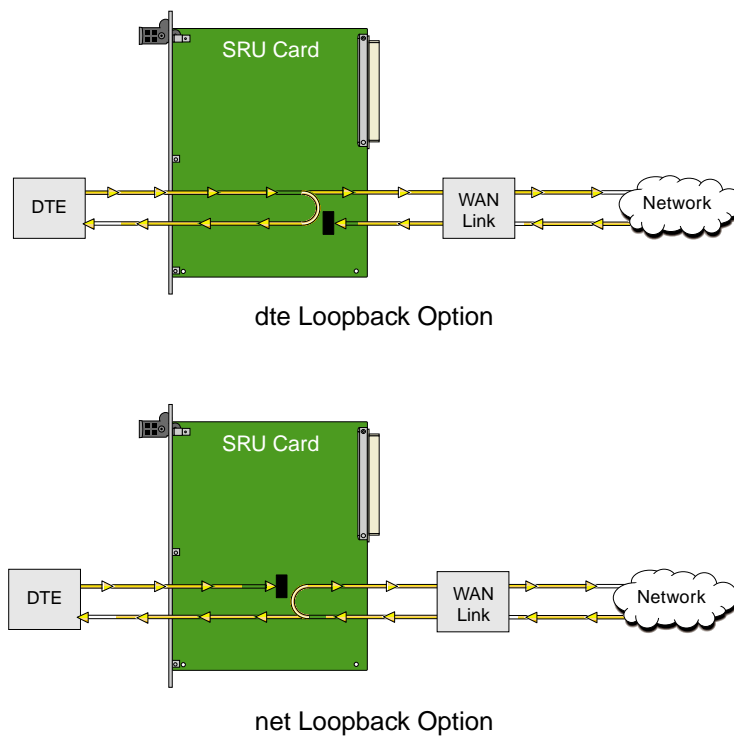 SRU Card
DTE
WAN
Link
Network
dte Loopback Option
SRU Card
DTE
WAN
Link
Network
net Loopback Option